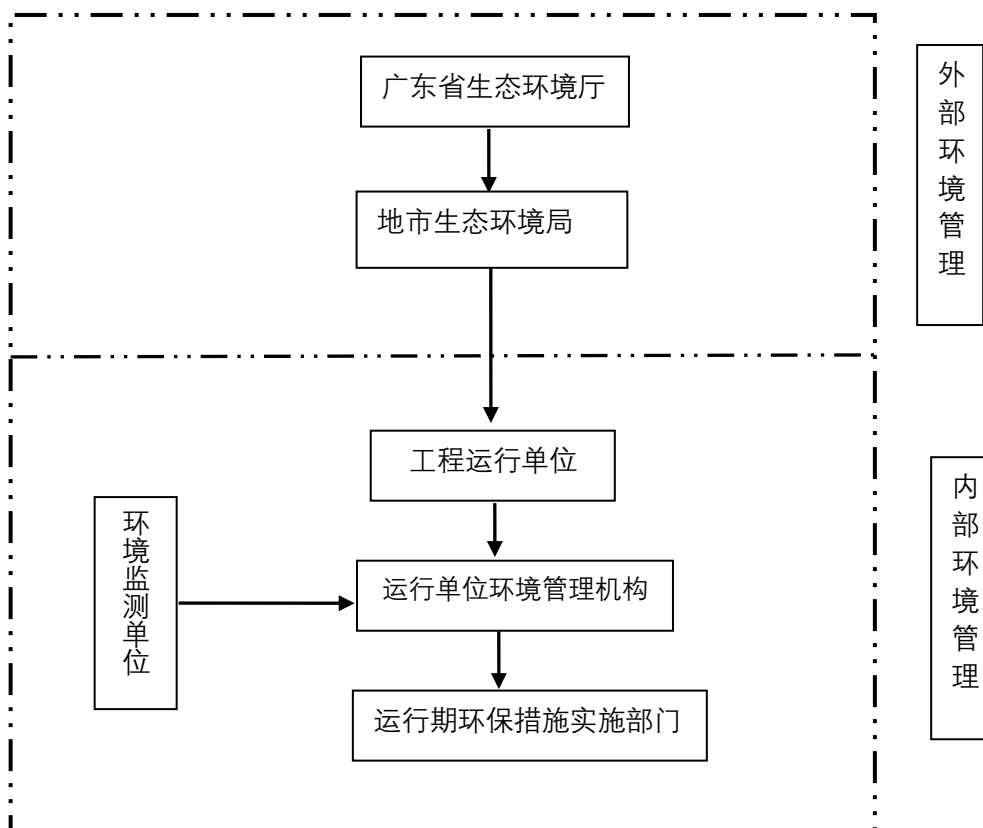 广东省生态环境厅
地市生态环境局
外部环境管理
工程运行单位
环境监测单位
运行单位环境管理机构
运行期环保措施实施部门
内部环境管理